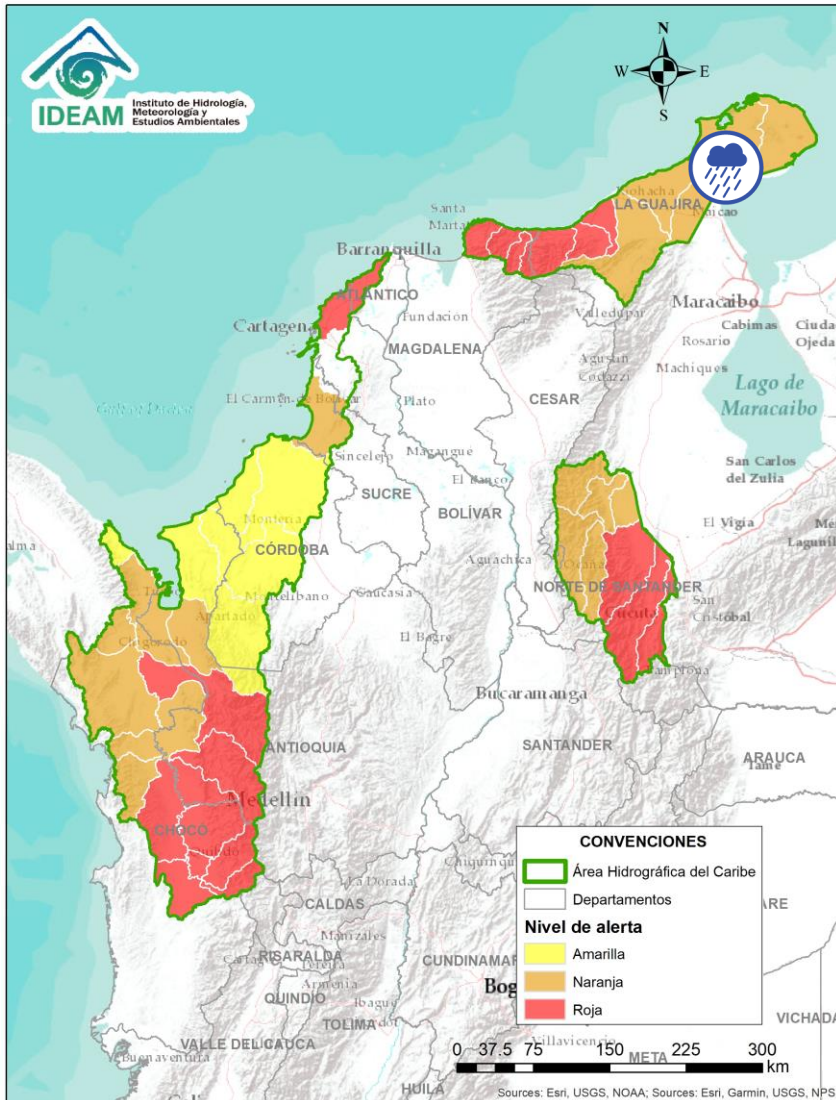 IDEAM
Instituto de Hidrología,
Meteorología y
Estudios Ambientales
N
W
E
S
LA GUAJIRA
Maicao
Santa
Marta
Barranquilla
ATLÁNTICO
Cartagena
Fundación
Valledupar
Maracaibo
Cabimas
Ciudad
Ojeda
Rosario
Machiques
MAGDALENA
Agustín
Codazzi
Lago de
Maracaibo
CESAR
El Carmen de Bolívar
Plato
Sincelejo
Magangué
San Carlos
del Zulia
SUCRE
El Banco
BOLÍVAR
El Vigía
Montería
CÓRDOBA
Aguachica
Ocaña
NORTE DE SANTANDER
Montelíbano
Caucasia
Cúcuta
San
Cristóbal
Apartadó
Chigorodó
El Bagre
Pamplona
Bucaramanga
ANTIOQUIA
SANTANDER
ARAUCA
Tame
Medellín
CHOCÓ
Quibdó
La Dorada
CALDAS
Manizales
RISARALDA
Pereira
Armenia
QUINDÍO
Ibagué
TOLIMA
CUNDINAMAR
Bog
VICHADA
Villavicencio
META
VALLE DEL CAUCA
Buenaventura
HUILA
CONVENCIONES
Área Hidrográfica del Caribe
Departamentos
Nivel de alerta
Amarilla
Naranja
Roja
0 37.5 75 150 225 300
km
Sources: Esri, USGS, NOAA; Sources: Esri, Garmin, USGS, NPS